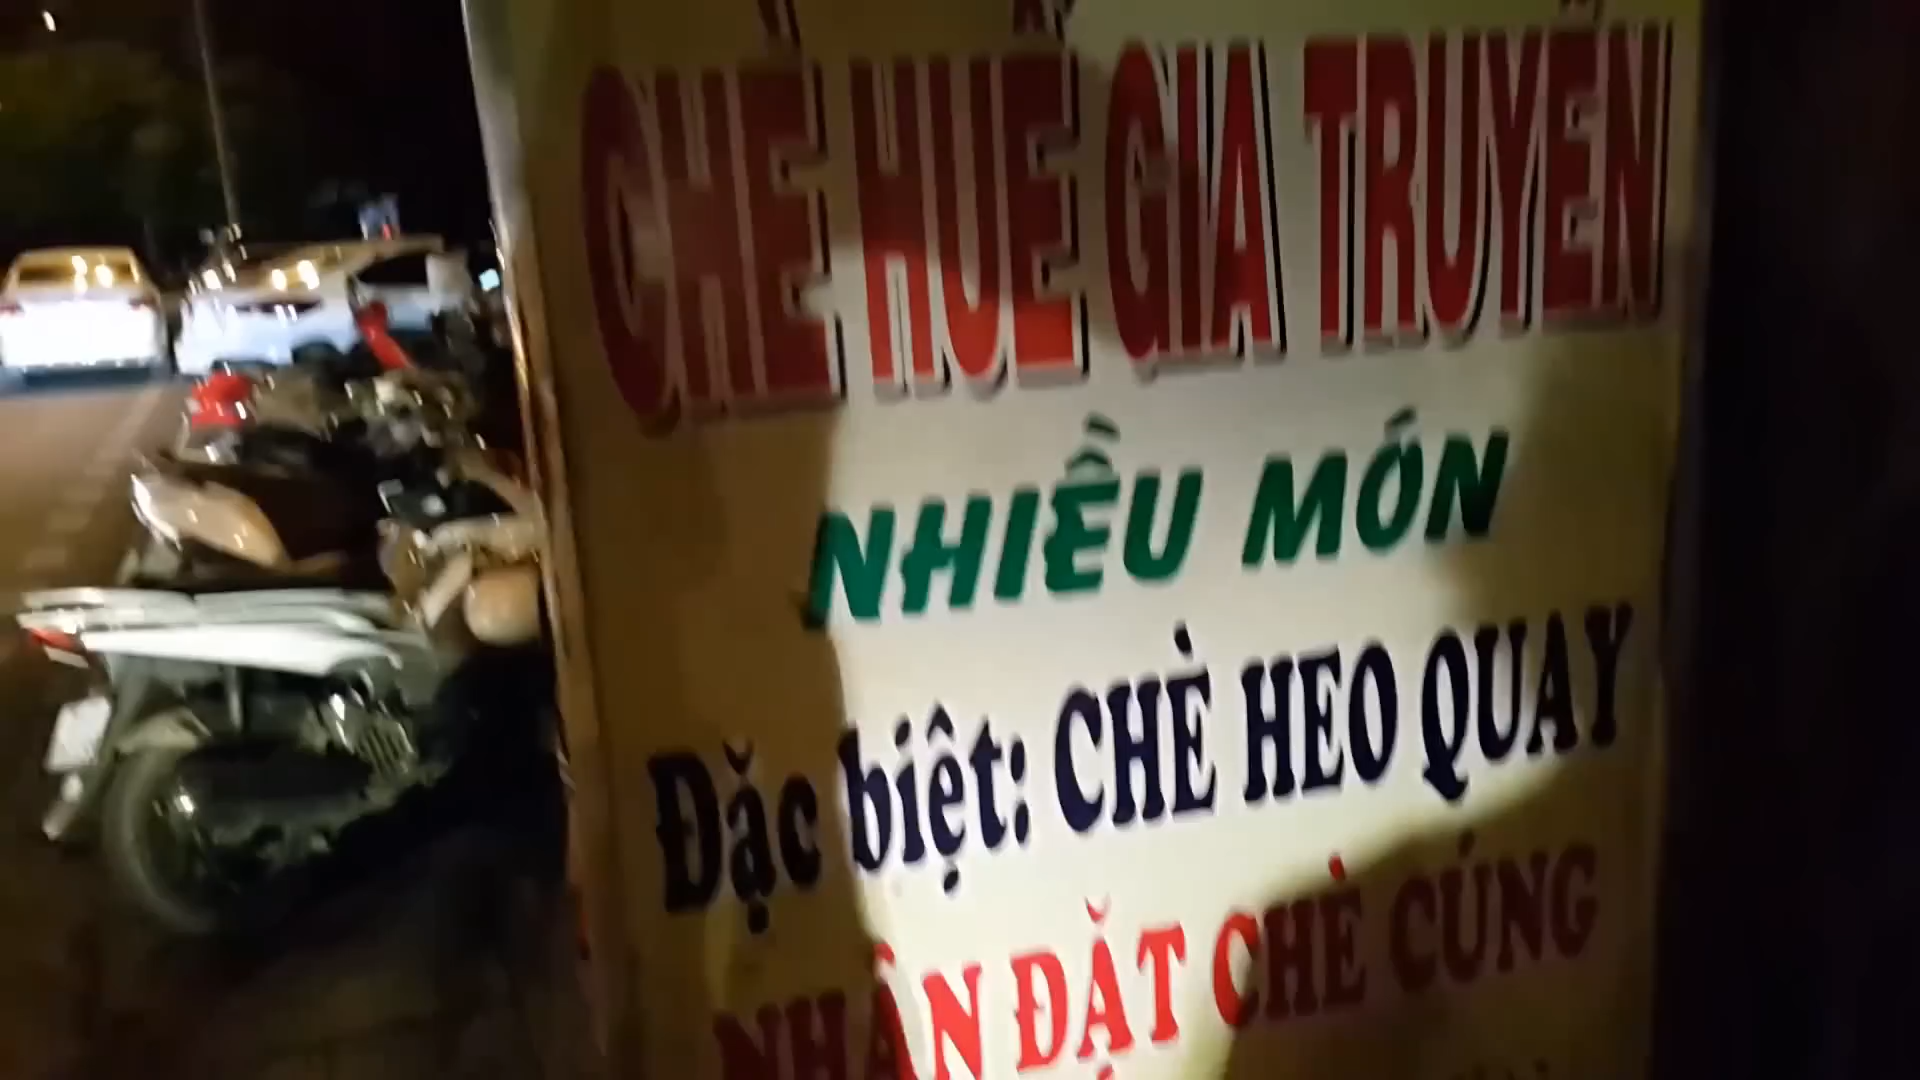 CHÈ HUẾ GIA TRUYỀN
NHIỀU MÓN
Đặc biệt: CHÈ HEO QUAY
NHẬN ĐẶT CHÈ CÚNG